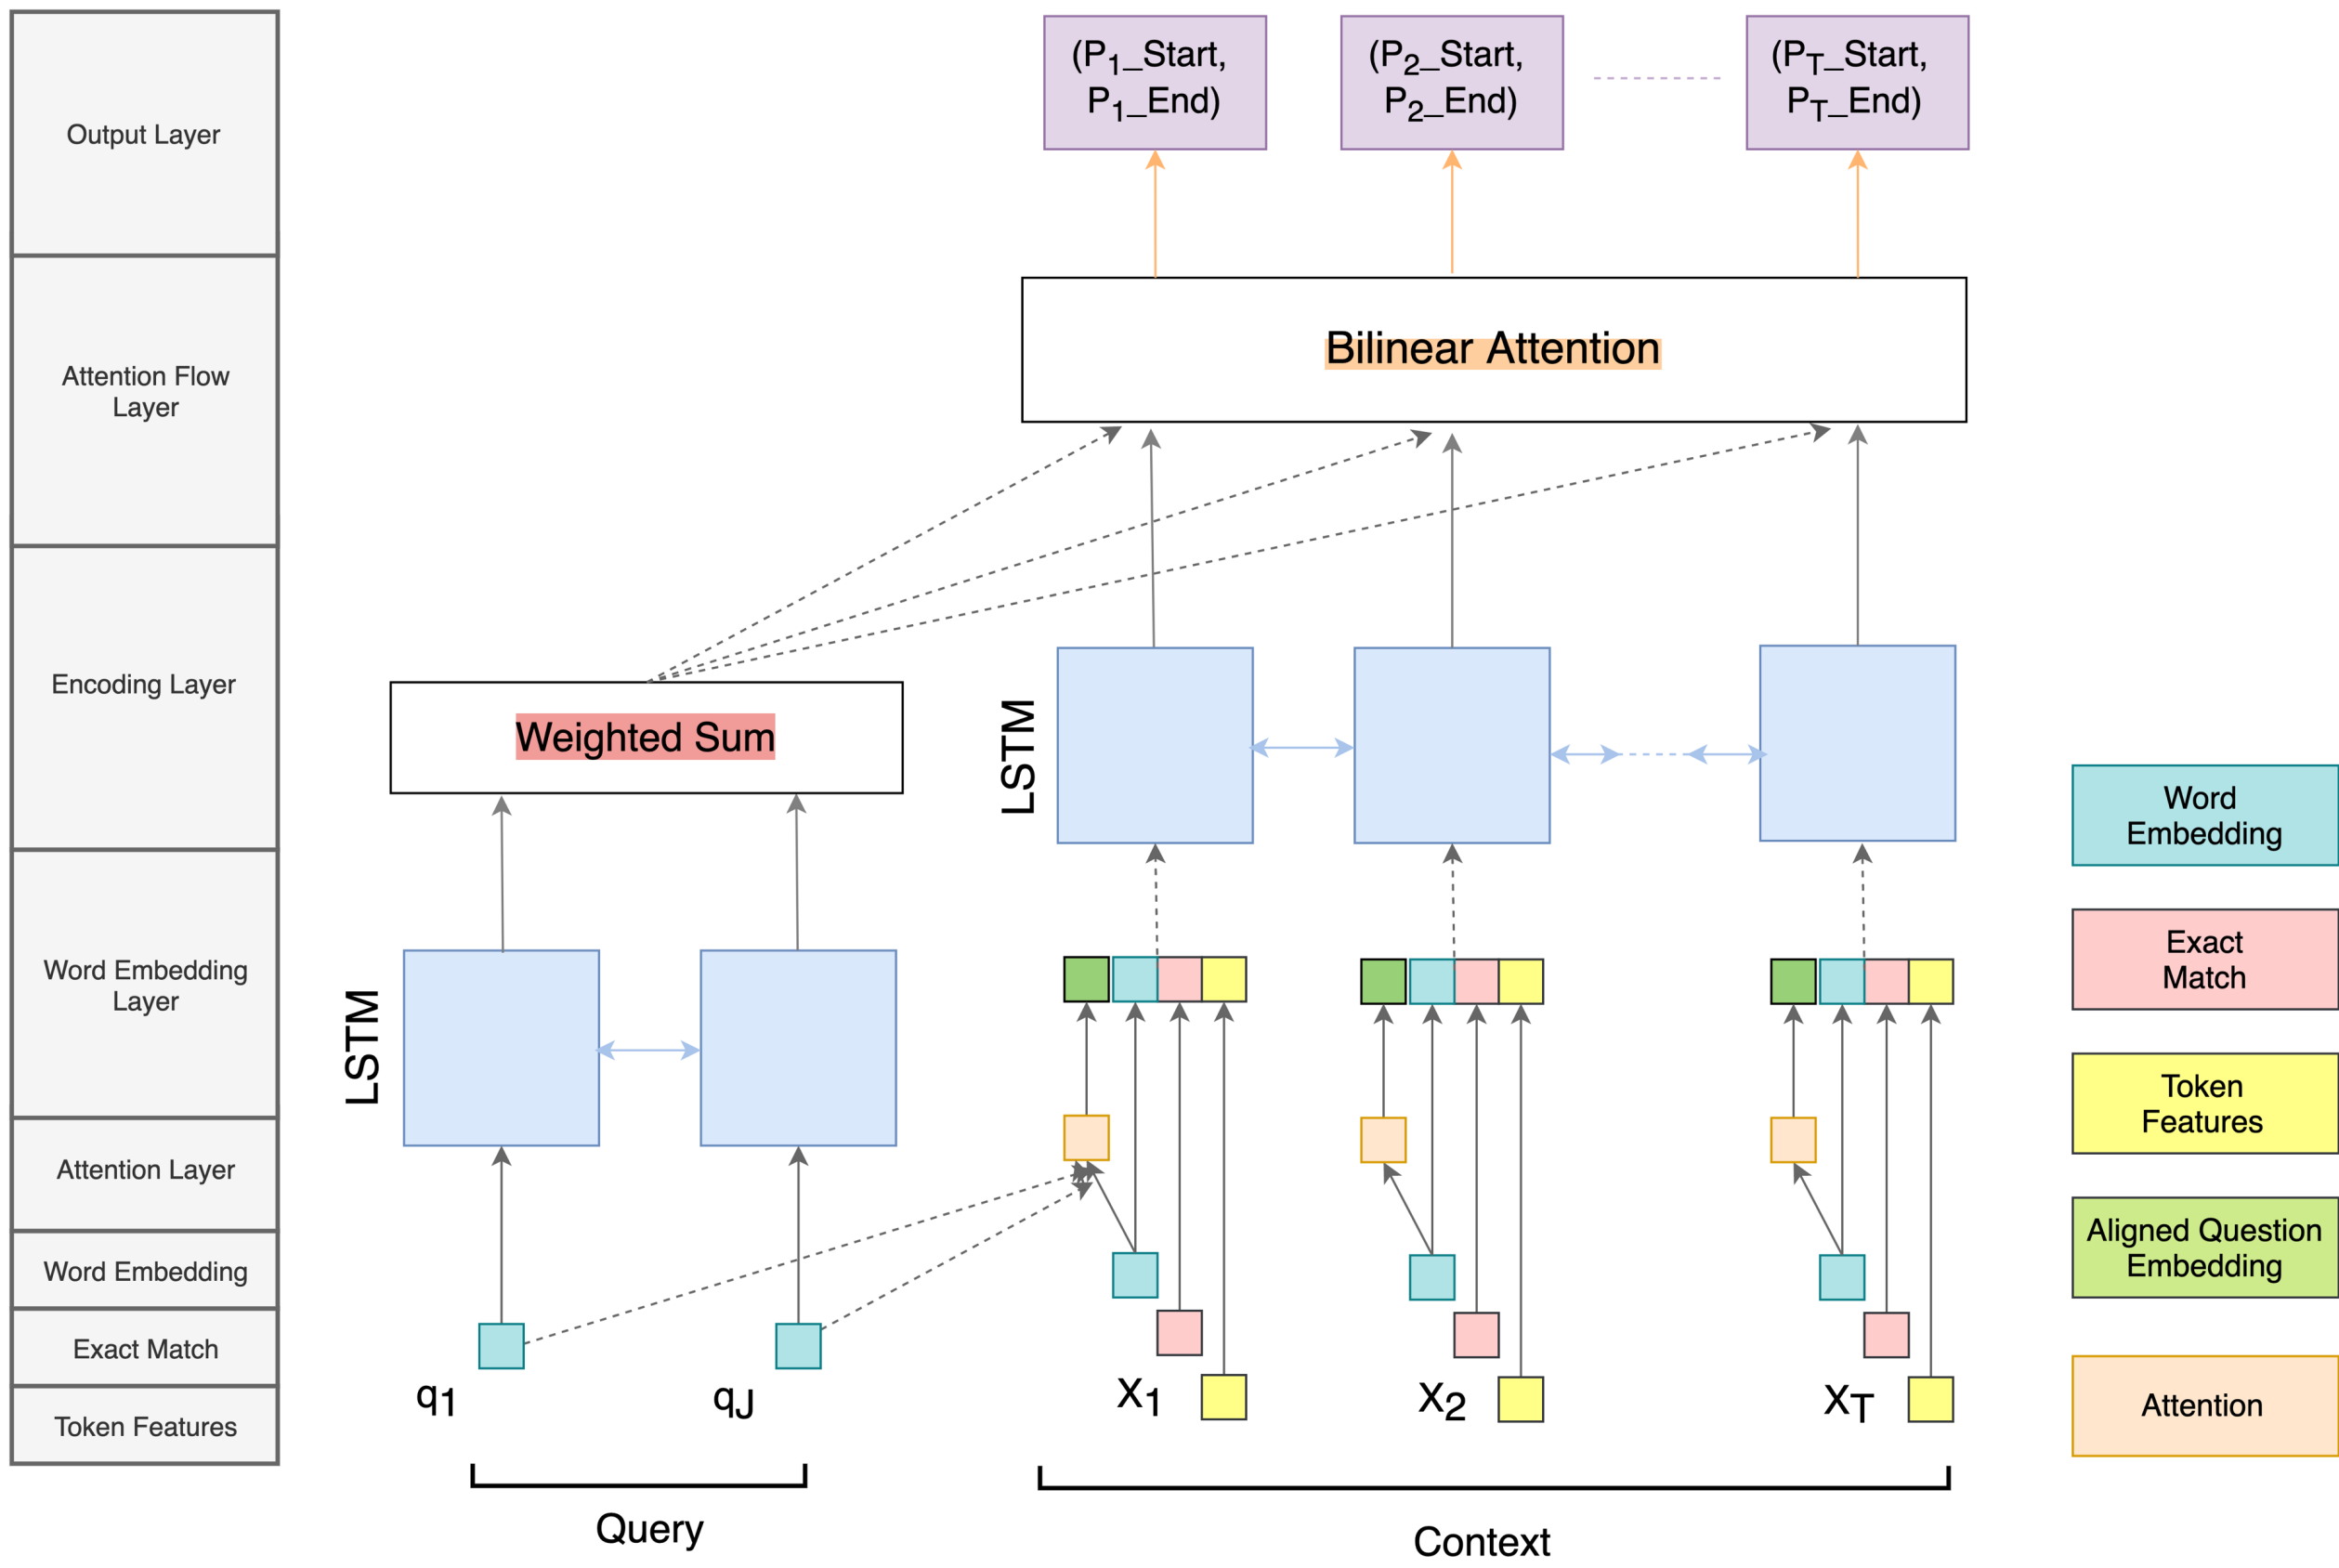 Output Layer
Attention Flow
Layer
Encoding Layer
Word Embedding
Layer
Attention Layer
Word Embedding
Exact Match
Token Features
(P1_Start,
P1_End)
(P2_Start,
P2_End)
(PT_Start,
PT_End)
Bilinear Attention
Weighted Sum
LSTM
LSTM
q1
qJ
X1
X2
XT
Query
Context
Word
Embedding
Exact
Match
Token
Features
Aligned Question
Embedding
Attention